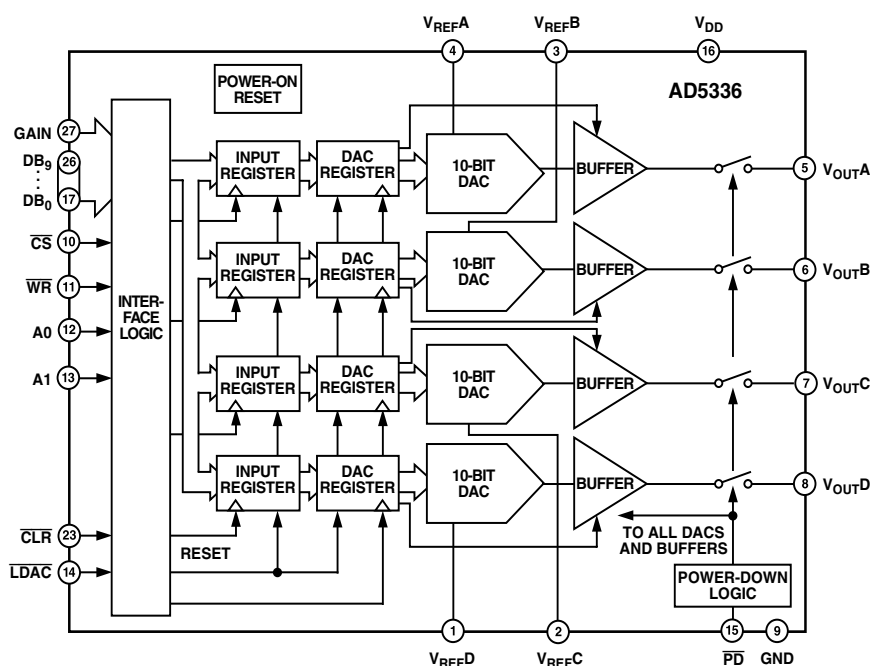 VREFA
VREFB
VDD
4
3
16
POWER-ON
RESET
AD5336
GAIN
27
DB9
26
DB0
17
CS
10
WR
11
A0
12
A1
13
CLR
23
LDAC
14
INTER-
FACE
LOGIC
INPUT
REGISTER
DAC
REGISTER
10-BIT
DAC
BUFFER
5
VOUTA
INPUT
REGISTER
DAC
REGISTER
10-BIT
DAC
BUFFER
6
VOUTB
INPUT
REGISTER
DAC
REGISTER
10-BIT
DAC
BUFFER
7
VOUTC
INPUT
REGISTER
DAC
REGISTER
10-BIT
DAC
BUFFER
8
VOUTD
RESET
TO ALL DACS
AND BUFFERS
POWER-DOWN
LOGIC
1
2
15
9
VREFD
VREFC
PD
GND